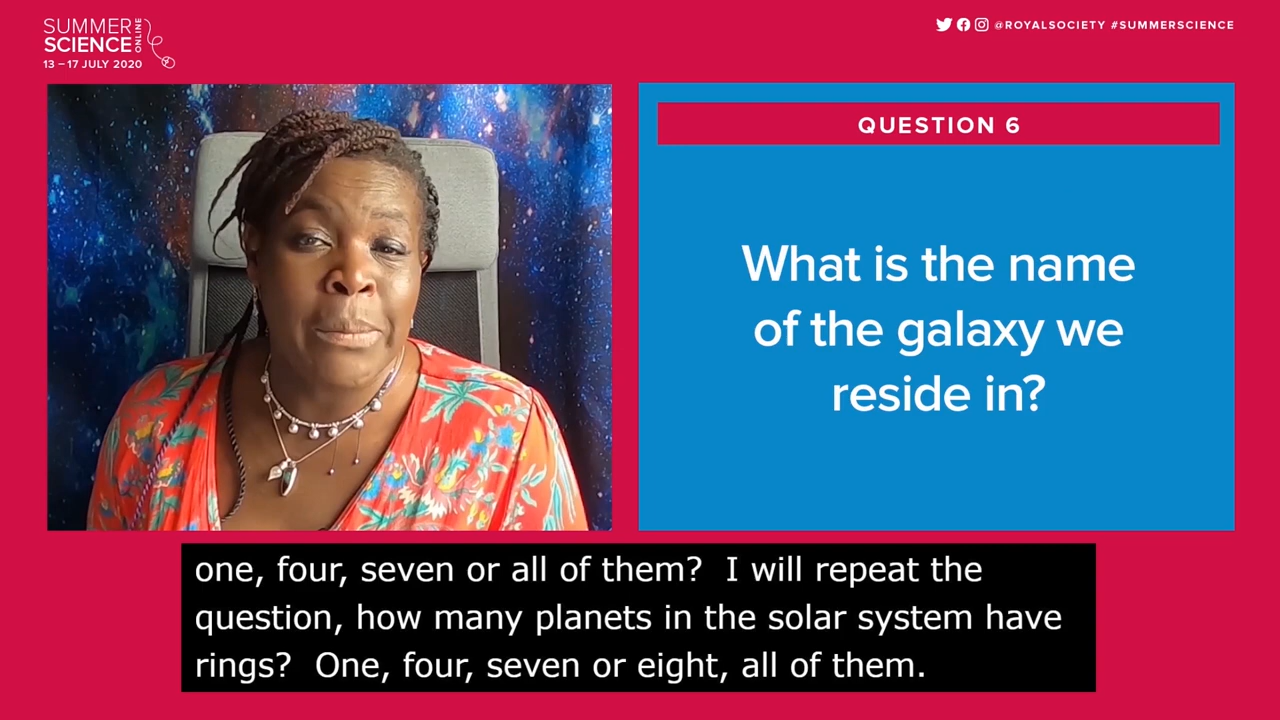 SUMMER
SCIENCE
ONLINE
13 – 17 JULY 2020
@ROYALSOCIETY #SUMMERSCIENCE
QUESTION 6
What is the name
of the galaxy we
reside in?
one, four, seven or all of them?  I will repeat the
question, how many planets in the solar system have
rings?  One, four, seven or eight, all of them.